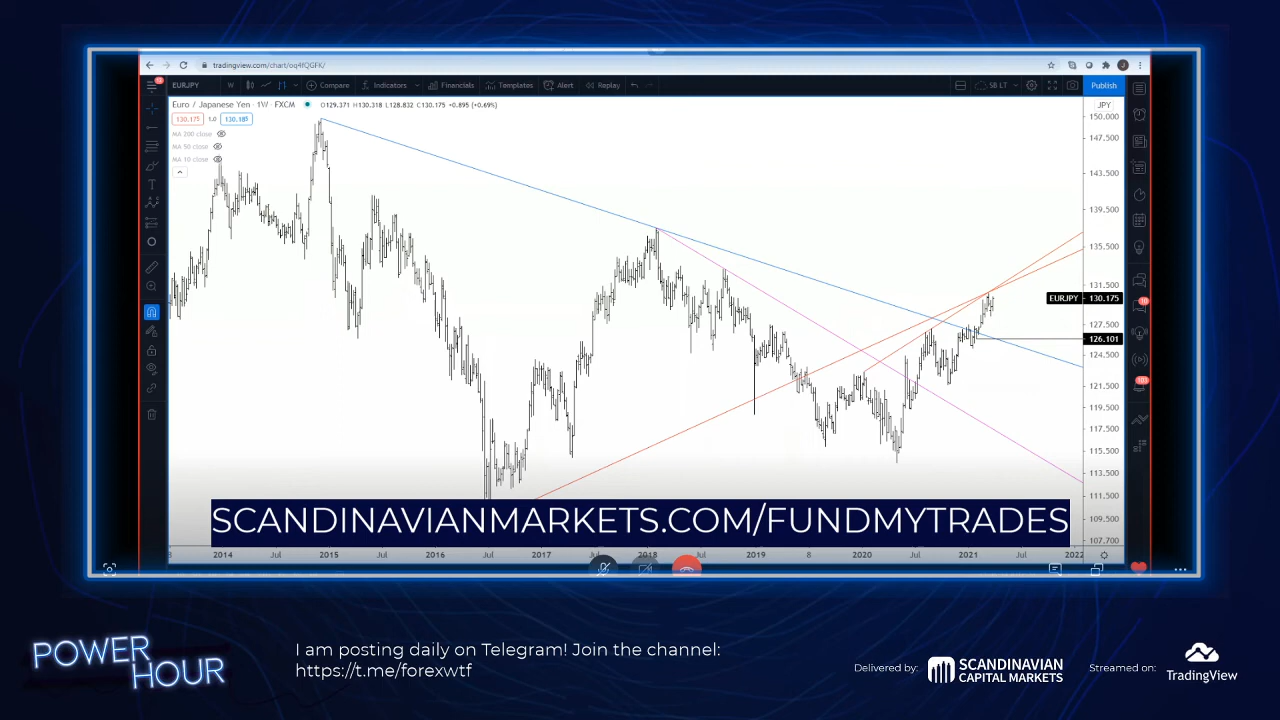 tradingview.com/chart/oq4fQGFK/
EURJPY W Compare Indicators Financials Templates Alert Replay SB LT Publish
Euro / Japanese Yen · 1W · FXCM O129.371 H130.318 L128.832 C130.175 +0.895 (+0.69%)
130.175 1.0 130.185
MA 200 close
MA 50 close
MA 10 close
JPY
150.000
147.500
143.500
139.500
135.500
131.500
EURJPY 130.175
127.500
126.101
124.500
121.500
119.500
117.500
115.500
113.500
111.500
109.500
107.700
SCANDINAVIANMARKETS.COM/FUNDMYTRADES
2014 Jul 2015 Jul 2016 Jul 2017 Jul 2018 Jul 2019 8 2020 Jul 2021 Jul 2022
POWER
HOUR
I am posting daily on Telegram! Join the channel:
https://t.me/forexwtf
Delivered by:
SCANDINAVIAN
CAPITAL MARKETS
Streamed on:
TradingView